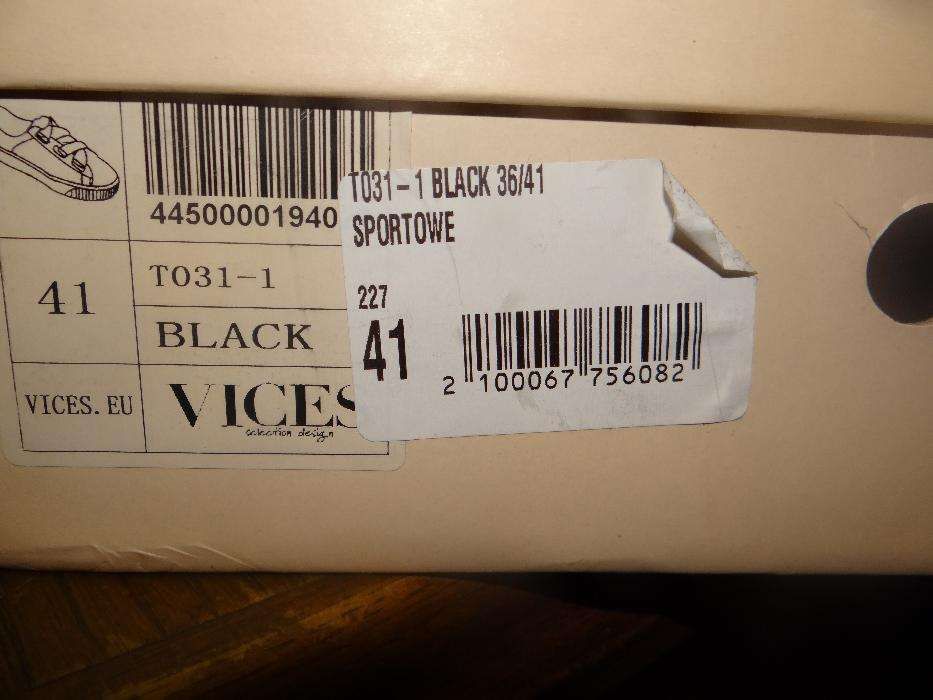 44500001940
41
T031-1
BLACK
VICES. EU
VICES
collection design
T031-1 BLACK 36/41
SPORTOWE
227
41
2 100067 756082